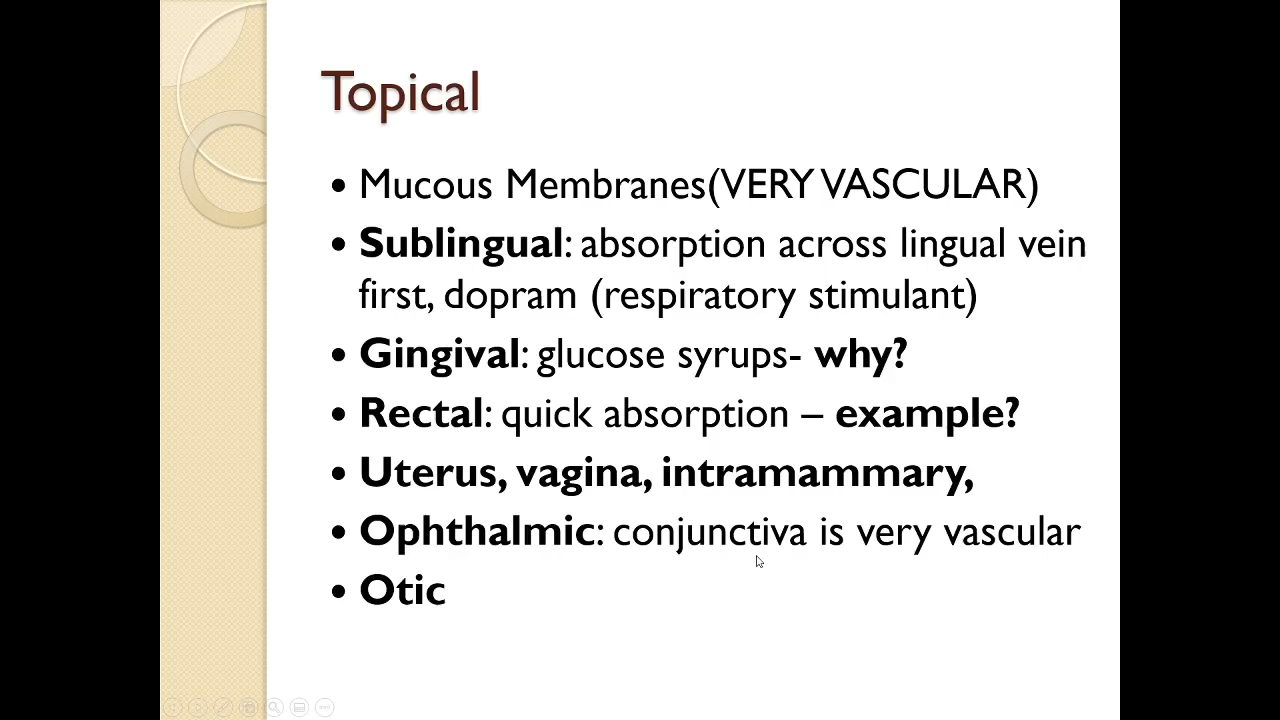 Topical
• Mucous Membranes(VERY VASCULAR)
• Sublingual: absorption across lingual vein
first, dopram (respiratory stimulant)
• Gingival: glucose syrups- why?
• Rectal: quick absorption – example?
• Uterus, vagina, intramammary,
• Ophthalmic: conjunctiva is very vascular
• Otic